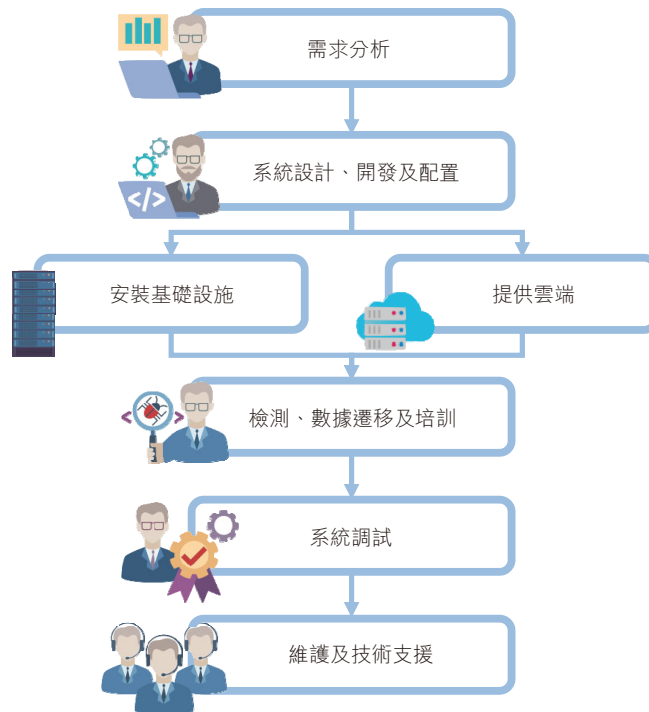 需求分析
系統設計、開發及配置
安裝基礎設施
提供雲端
</>
檢測、數據遷移及培訓
< >
系統調試
維護及技術支援